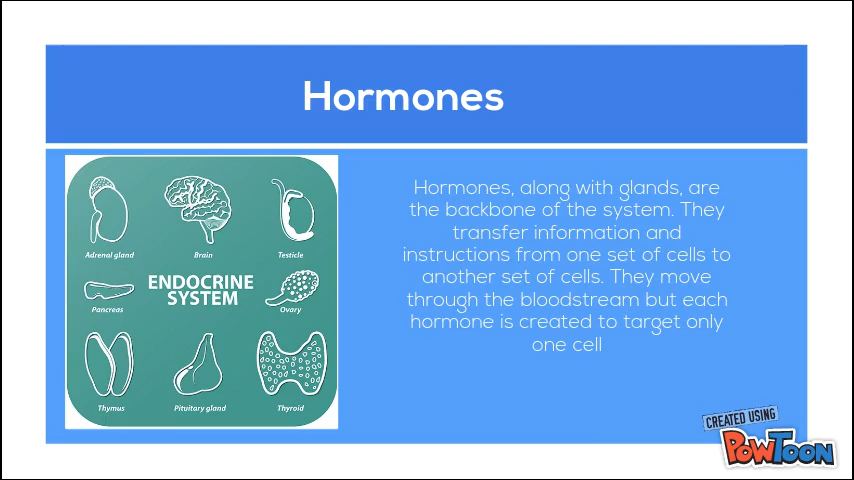 Hormones
Adrenal gland
Brain
Testicle
Pancreas
ENDOCRINE
SYSTEM
Ovary
Thymus
Pituitary gland
Thyroid
Hormones, along with glands, are
the backbone of the system. They
transfer information and
instructions from one set of cells to
another set of cells. They move
through the bloodstream but each
hormone is created to target only
one cell
CREATED USING
POWTOON